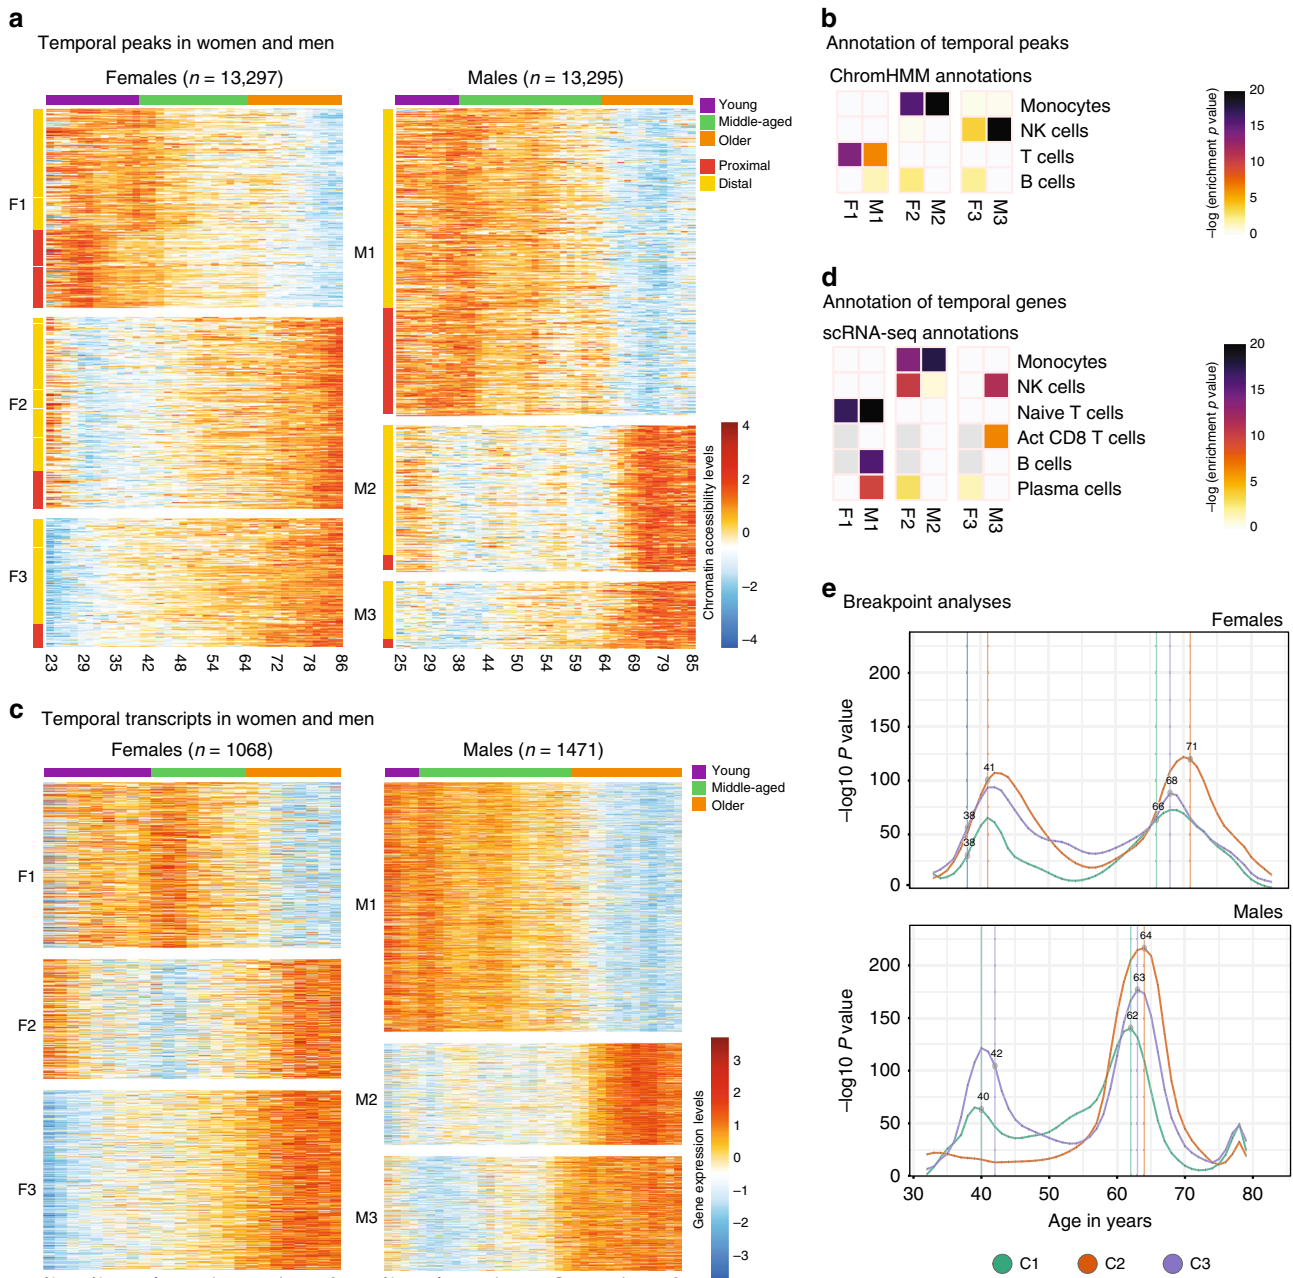 a
Temporal peaks in women and men
Females (n = 13,297)
Males (n = 13,295)
Young
Middle-aged
Older
Proximal
Distal
F1
F2
F3
M1
M2
M3
23 29 35 42 48 54 64 72 78 86
25 29 38 44 50 54 59 64 69 79 85
Chromatin accessibility levels
4
2
0
−2
−4
b
Annotation of temporal peaks
ChromHMM annotations
Monocytes
NK cells
T cells
B cells
F1 M1 F2 M2 F3 M3
−log (enrichment p value)
20
15
10
5
0
c
Temporal transcripts in women and men
Females (n = 1068)
Males (n = 1471)
Young
Middle-aged
Older
F1
F2
F3
M1
M2
M3
Gene expression levels
3
2
1
0
−1
−2
−3
d
Annotation of temporal genes
scRNA-seq annotations
Monocytes
NK cells
Naive T cells
Act CD8 T cells
B cells
Plasma cells
F1 M1 F2 M2 F3 M3
−log (enrichment p value)
20
15
10
5
0
e
Breakpoint analyses
Females
−log10 P value
200
150
100
50
0
38
38
41
66
68
71
Males
−log10 P value
200
150
100
50
0
40
42
62
63
64
30 40 50 60 70 80
Age in years
C1 C2 C3